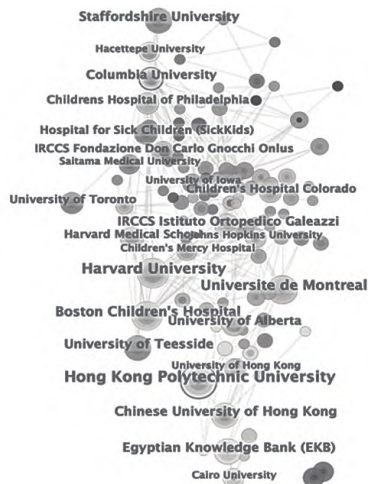 Staffordshire University
Hacettepe University
Columbia University
Childrens Hospital of Philadelphia
Hospital for Sick Children (SickKids)
IRCCS Fondazione Don Carlo Gnocchi Onlus
Saitama Medical University
University of Iowa
Children's Hospital Colorado
University of Toronto
IRCCS Istituto Ortopedico Galeazzi
Harvard Medical School
Johns Hopkins University
Children's Mercy Hospital
Harvard University
Universite de Montreal
Boston Children's Hospital
University of Alberta
University of Teesside
University of Hong Kong
Hong Kong Polytechnic University
Chinese University of Hong Kong
Egyptian Knowledge Bank (EKB)
Cairo University